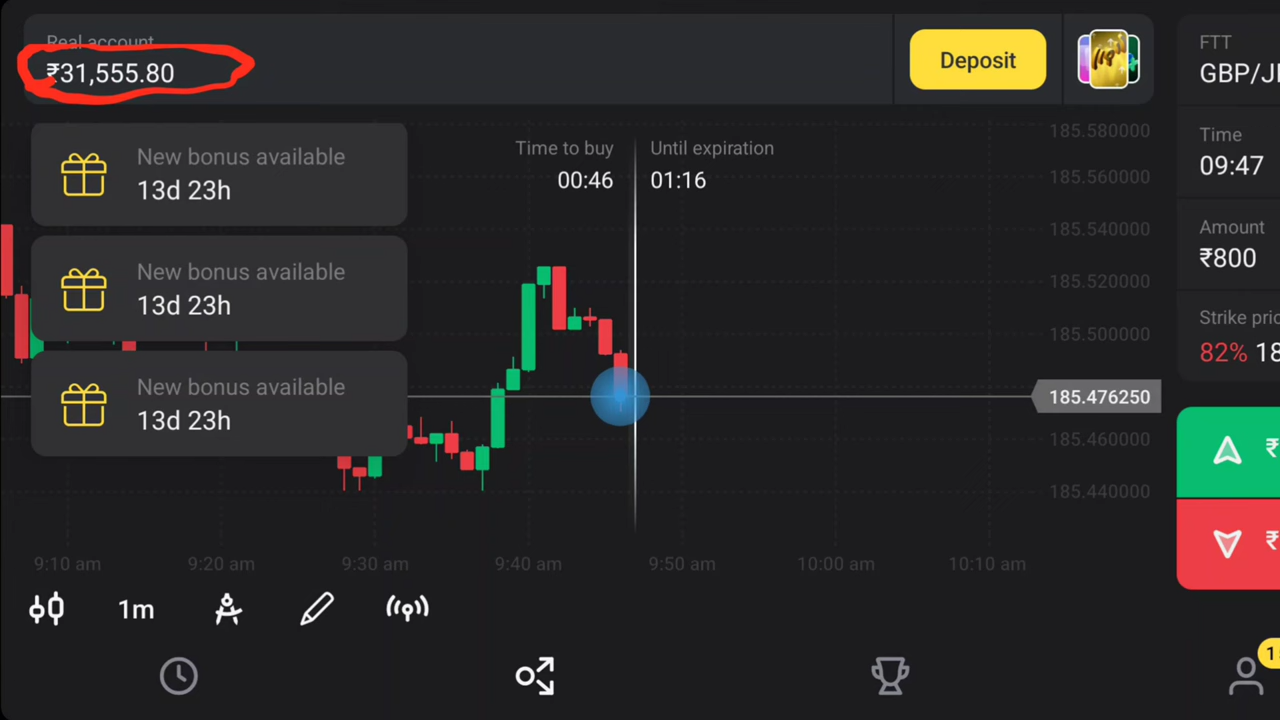 Real account
₹31,555.80
Deposit
FTT
GBP/J
New bonus available
13d 23h
New bonus available
13d 23h
New bonus available
13d 23h
Time to buy
00:46
Until expiration
01:16
185.580000
185.560000
185.540000
185.520000
185.500000
185.476250
185.460000
185.440000
Time
09:47
Amount
₹800
Strike pric
82% 18
₹
₹
9:10 am
9:20 am
9:30 am
9:40 am
9:50 am
10:00 am
10:10 am
1m
1